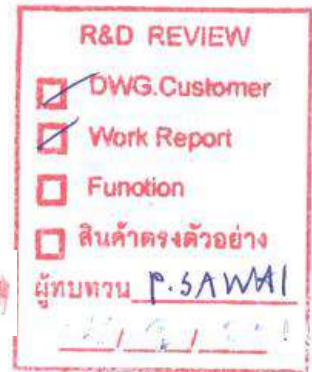 R&D REVIEW
DWG.Customer
Work Report
Function
สินค้าตรงตัวอย่าง
ผู้ทบทวน P.SAWAI